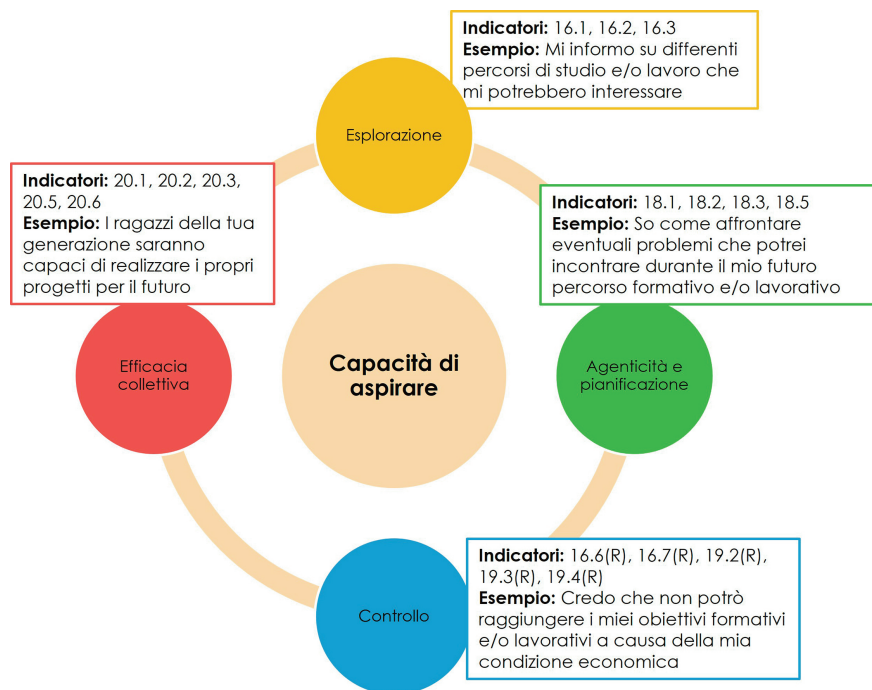 Indicatori: 16.1, 16.2, 16.3
Esempio: Mi informo su differenti
percorsi di studio e/o lavoro che
mi potrebbero interessare
Esplorazione
Indicatori: 20.1, 20.2, 20.3,
20.5, 20.6
Esempio: I ragazzi della tua
generazione saranno
capaci di realizzare i propri
progetti per il futuro
Indicatori: 18.1, 18.2, 18.3, 18.5
Esempio: So come affrontare
eventuali problemi che potrei
incontrare durante il mio futuro
percorso formativo e/o lavorativo
Efficacia
collettiva
Capacità di
aspirare
Agenticità e
pianificazione
Controllo
Indicatori: 16.6(R), 16.7(R), 19.2(R),
19.3(R), 19.4(R)
Esempio: Credo che non potrò
raggiungere i miei obiettivi formativi
e/o lavorativi a causa della mia
condizione economica